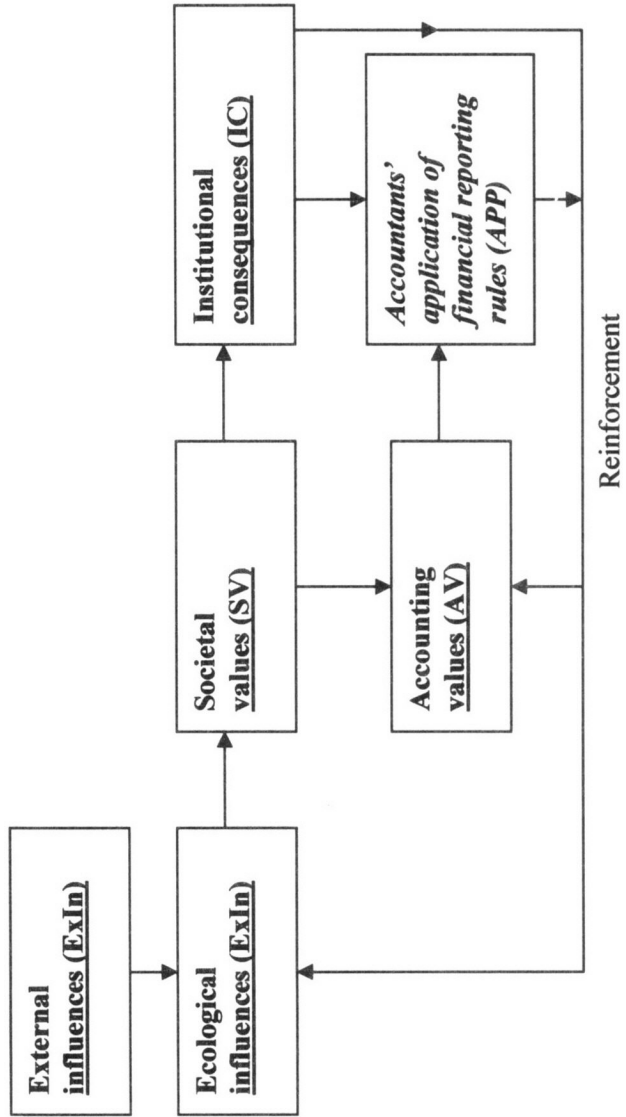 External
influences (ExIn)
Ecological
influences (ExIn)
Societal
values (SV)
Institutional
consequences (IC)
Accounting
values (AV)
Accountants’
application of
financial reporting
rules (APP)
Reinforcement